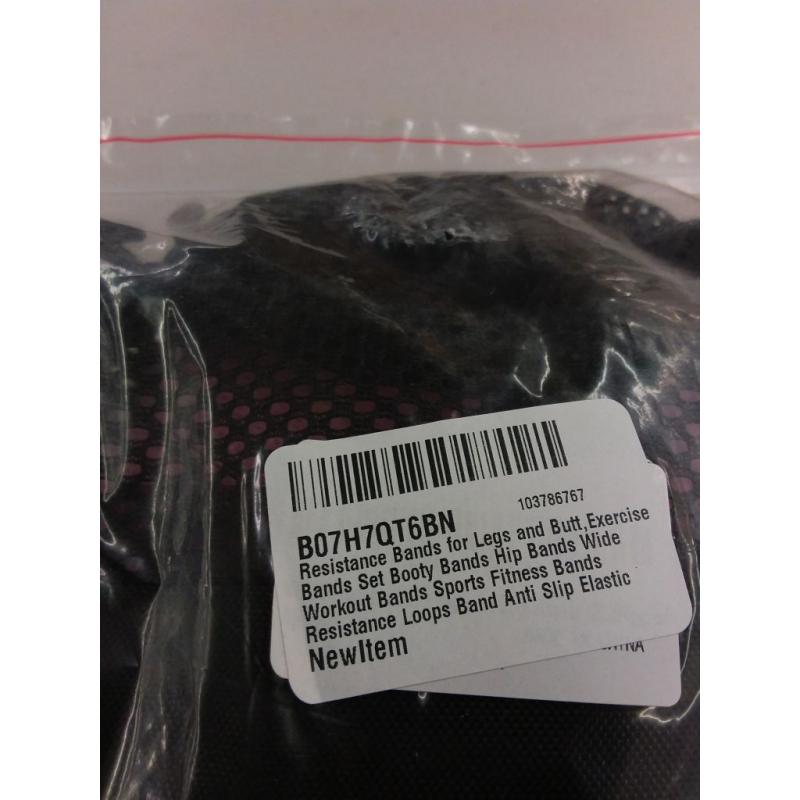 103786767
B07H7QT6BN
Resistance Bands for Legs and Butt,Exercise
Bands Set Booty Bands Hip Bands Wide
Workout Bands Sports Fitness Bands
Resistance Loops Band Anti Slip Elastic
NewItem